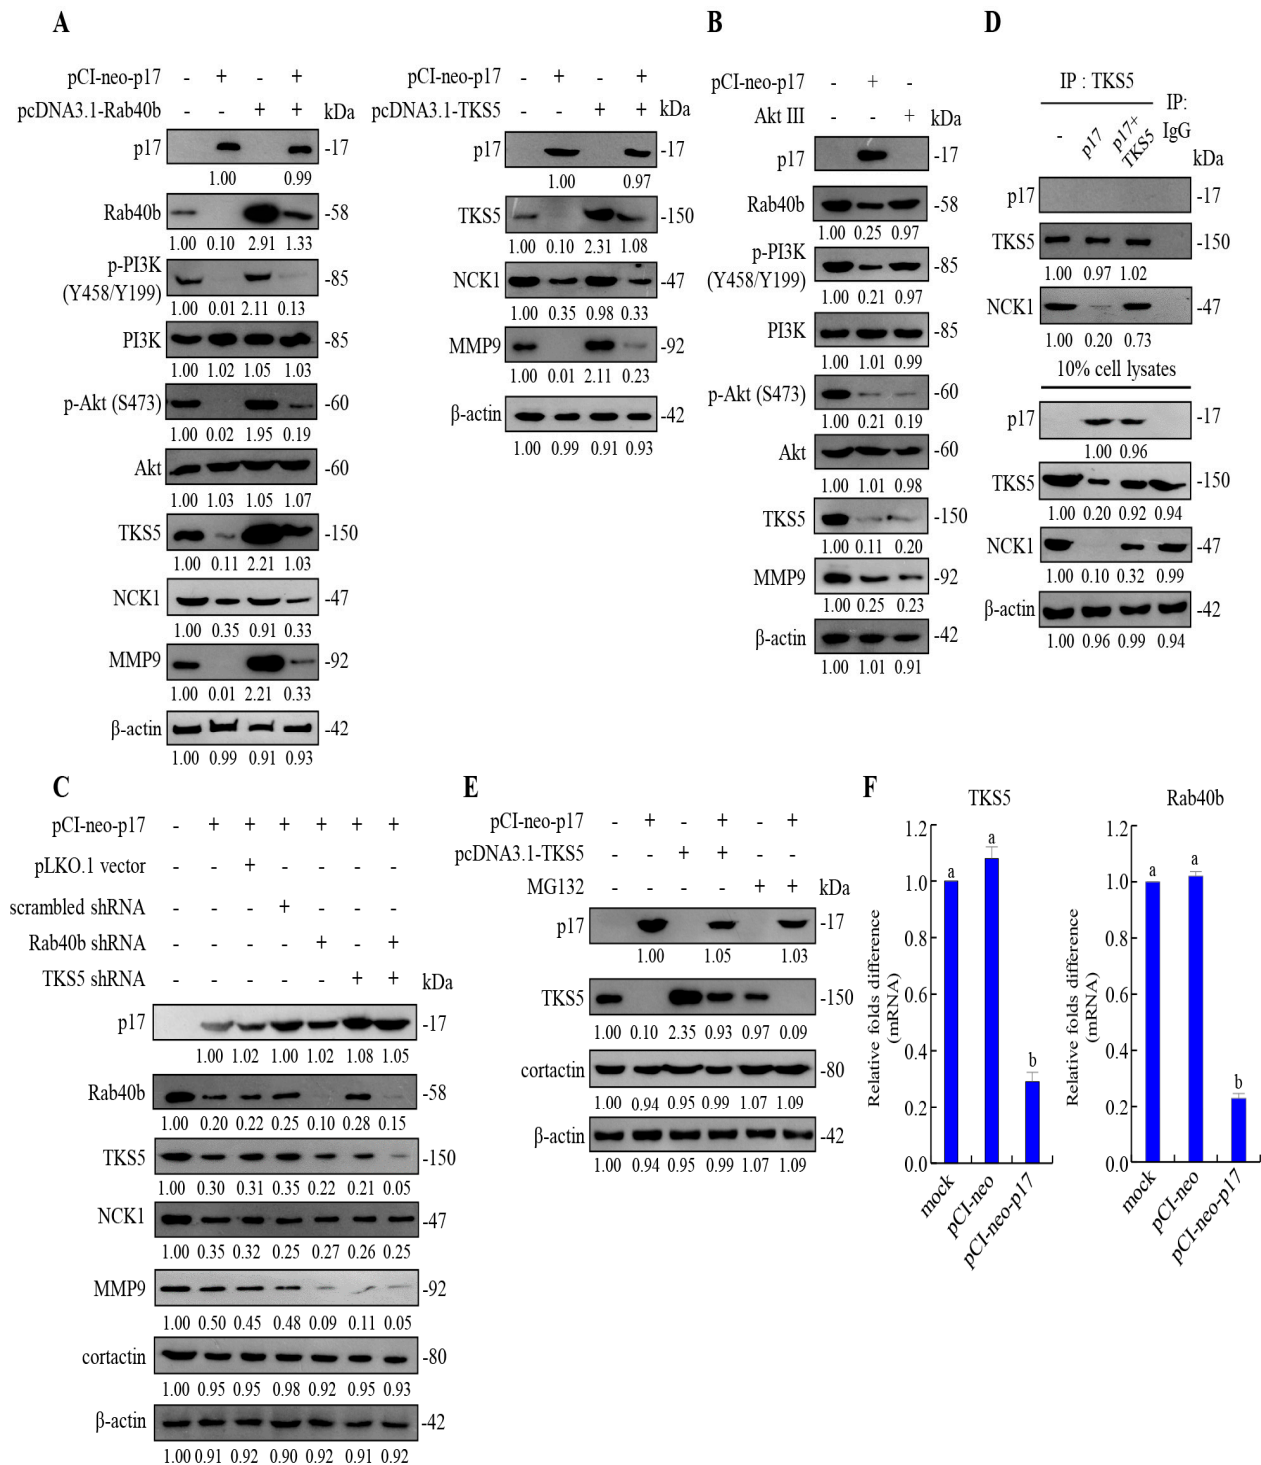 A
pCI-neo-p17 - + - +
pcDNA3.1-Rab40b - - + + kDa
p17 -17
1.00 0.99
Rab40b -58
1.00 0.10 2.91 1.33
p-PI3K
(Y458/Y199) -85
1.00 0.01 2.11 0.13
PI3K -85
1.00 1.02 1.05 1.03
p-Akt (S473) -60
1.00 0.02 1.95 0.19
Akt -60
1.00 1.03 1.05 1.07
TKS5 -150
1.00 0.11 2.21 1.03
NCK1 -47
1.00 0.35 0.91 0.33
MMP9 -92
1.00 0.01 2.21 0.33
β-actin -42
1.00 0.99 0.91 0.93
pCI-neo-p17 - + - +
pcDNA3.1-TKS5 - - + + kDa
p17 -17
1.00 0.97
TKS5 -150
1.00 0.10 2.31 1.08
NCK1 -47
1.00 0.35 0.98 0.33
MMP9 -92
1.00 0.01 2.11 0.23
β-actin -42
1.00 0.99 0.91 0.93
B
pCI-neo-p17 - + -
Akt III - - + kDa
p17 -17
Rab40b -58
1.00 0.25 0.97
p-PI3K
(Y458/Y199) -85
1.00 0.21 0.97
PI3K -85
1.00 1.01 0.99
p-Akt (S473) -60
1.00 0.21 0.19
Akt -60
1.00 1.01 0.98
TKS5 -150
1.00 0.11 0.20
MMP9 -92
1.00 0.25 0.23
β-actin -42
1.00 1.01 0.91
D
IP : TKS5
IP:
IgG
- p17 p17+
TKS5
kDa
p17 -17
TKS5 -150
1.00 0.97 1.02
NCK1 -47
1.00 0.20 0.73
10% cell lysates
p17 -17
1.00 0.96
TKS5 -150
1.00 0.20 0.92 0.94
NCK1 -47
1.00 0.10 0.32 0.99
β-actin -42
1.00 0.96 0.99 0.94
C
pCI-neo-p17 - + + + + + +
pLKO.1 vector - - + - - - -
scrambled shRNA - - - + - - -
Rab40b shRNA - - - - + - +
TKS5 shRNA - - - - - + + kDa
p17 -17
1.00 1.02 1.00 1.02 1.08 1.05
Rab40b -58
1.00 0.20 0.22 0.25 0.10 0.28 0.15
TKS5 -150
1.00 0.30 0.31 0.35 0.22 0.21 0.05
NCK1 -47
1.00 0.35 0.32 0.25 0.27 0.26 0.25
MMP9 -92
1.00 0.50 0.45 0.48 0.09 0.11 0.05
cortactin -80
1.00 0.95 0.95 0.98 0.92 0.95 0.93
β-actin -42
1.00 0.91 0.92 0.90 0.92 0.91 0.92
E
pCI-neo-p17 - + - + - +
pcDNA3.1-TKS5 - - + + - -
MG132 - - - - + + kDa
p17 -17
1.00 1.05 1.03
TKS5 -150
1.00 0.10 2.35 0.93 0.97 0.09
cortactin -80
1.00 0.94 0.95 0.99 1.07 1.09
β-actin -42
1.00 0.94 0.95 0.99 1.07 1.09
F
TKS5
Relative folds difference
(mRNA)
1.2
1.0
0.8
0.6
0.4
0.2
0.0
a
a
b
mock
pCI-neo
pCI-neo-p17
Rab40b
Relative folds difference
(mRNA)
1.2
1.0
0.8
0.6
0.4
0.2
0.0
a
a
b
mock
pCI-neo
pCI-neo-p17